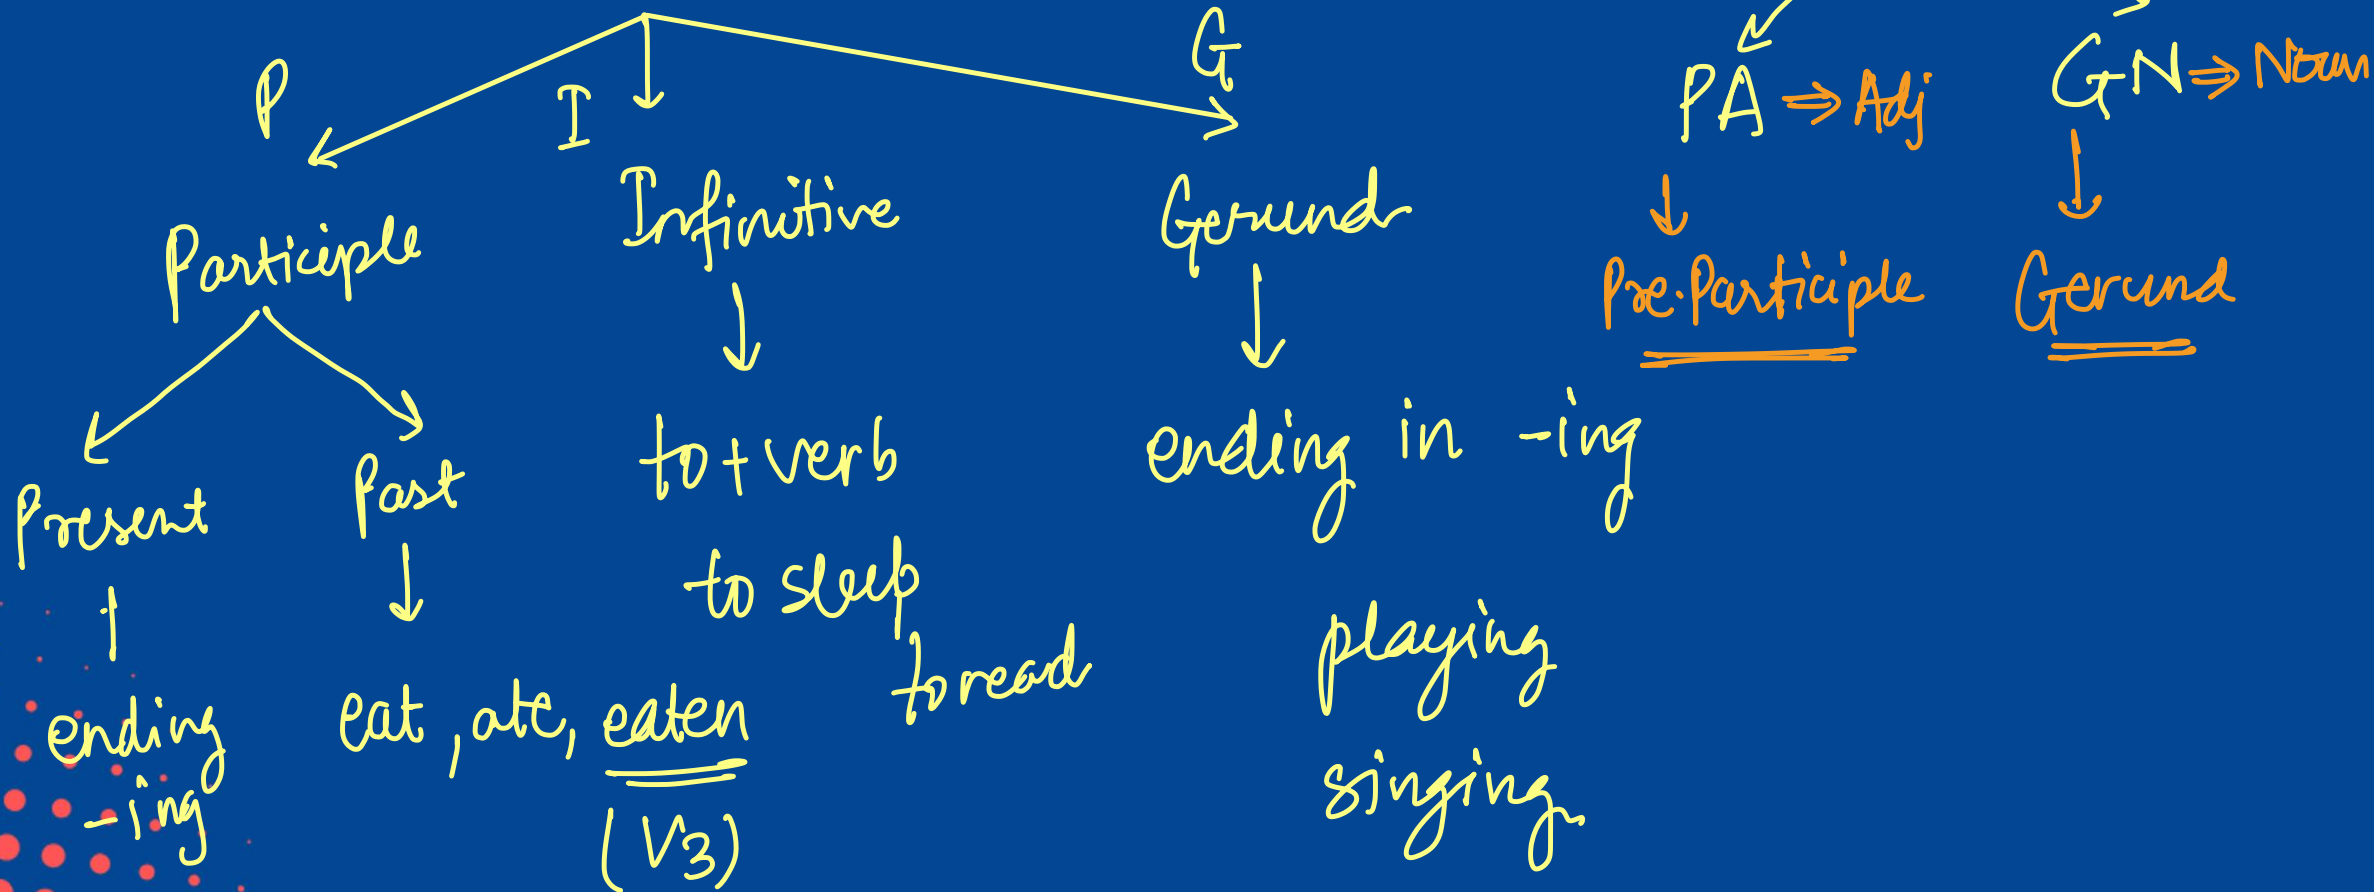 P
I
G
PA ⇒ Adj
GN ⇒ Noun
Participle
Infinitive
Gerund
Pre.Participle
Gerund
Present
Past
to + verb
ending in -ing
to sleep
to read
playing
singing
ending
-ing
eat, ate, eaten
(V3)